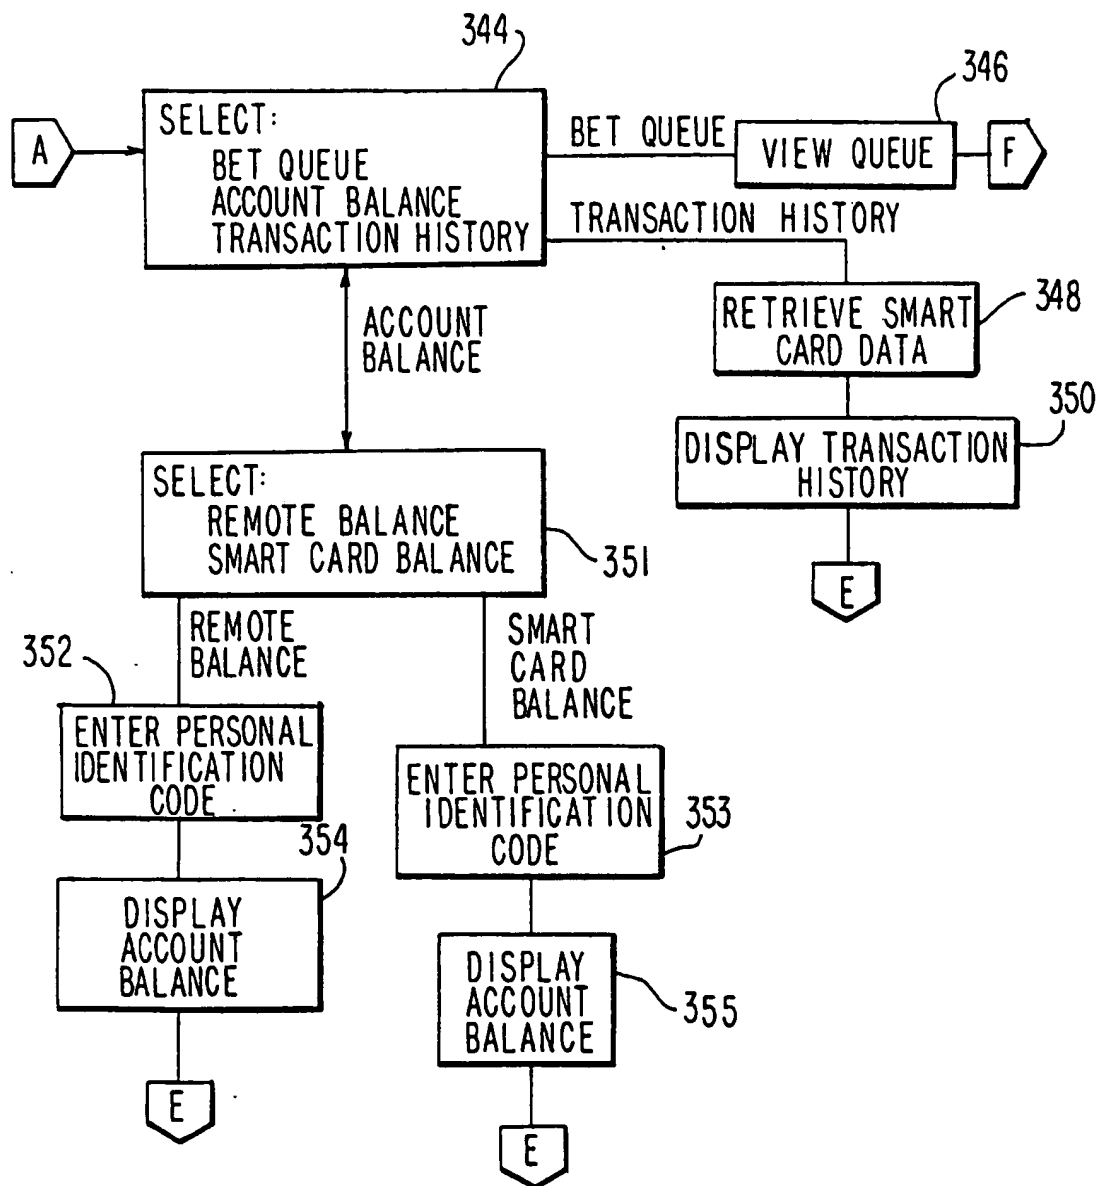 344
346
A
SELECT:
BET QUEUE
ACCOUNT BALANCE
TRANSACTION HISTORY
BET QUEUE
VIEW QUEUE
F
TRANSACTION HISTORY
RETRIEVE SMART
CARD DATA
348
350
DISPLAY TRANSACTION
HISTORY
E
ACCOUNT
BALANCE
SELECT:
REMOTE BALANCE
SMART CARD BALANCE
351
REMOTE
BALANCE
352
ENTER PERSONAL
IDENTIFICATION
CODE
354
DISPLAY
ACCOUNT
BALANCE
E
SMART
CARD
BALANCE
ENTER PERSONAL
IDENTIFICATION
CODE
353
DISPLAY
ACCOUNT
BALANCE
355
E